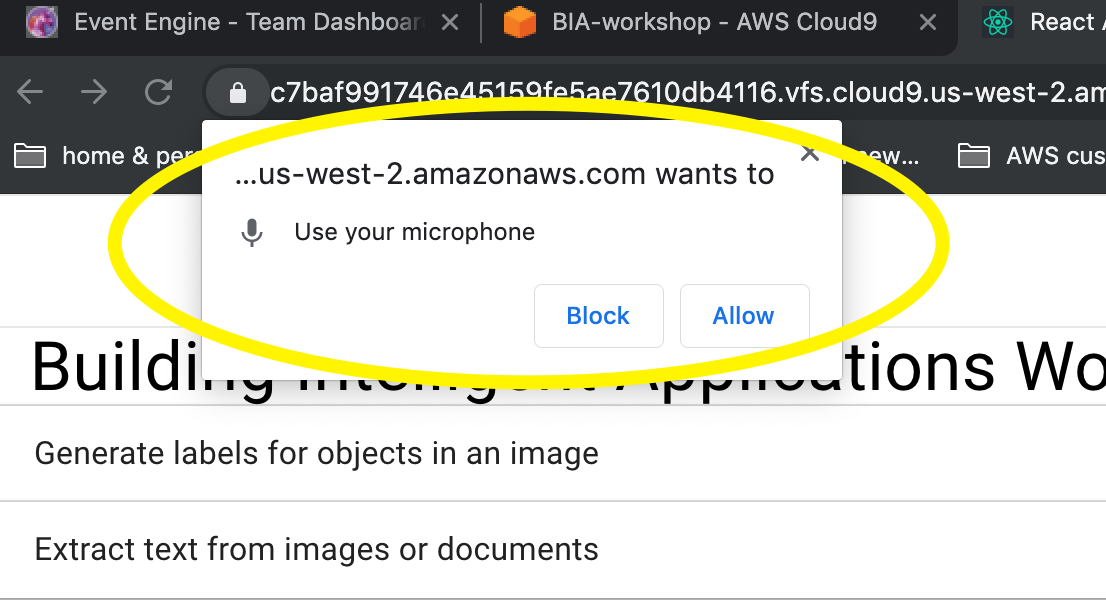 Event Engine - Team Dashboar
BIA-workshop - AWS Cloud9
React A
c7baf991746e45159fe5ae7610db4116.vfs.cloud9.us-west-2.am
home & per
new...
AWS cus
...us-west-2.amazonaws.com wants to
Use your microphone
Block
Allow
Building Intelligent Applications Wo
Generate labels for objects in an image
Extract text from images or documents